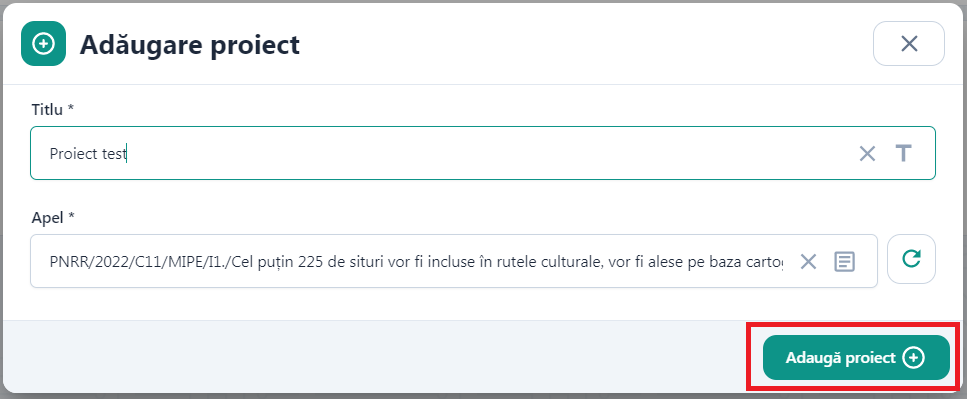 Adăugare proiect
Titlu *
Proiect test
Apel *
PNRR/2022/C11/MIPE/I1./Cel puțin 225 de situri vor fi incluse în rutele culturale, vor fi alese pe baza
Adaugă proiect